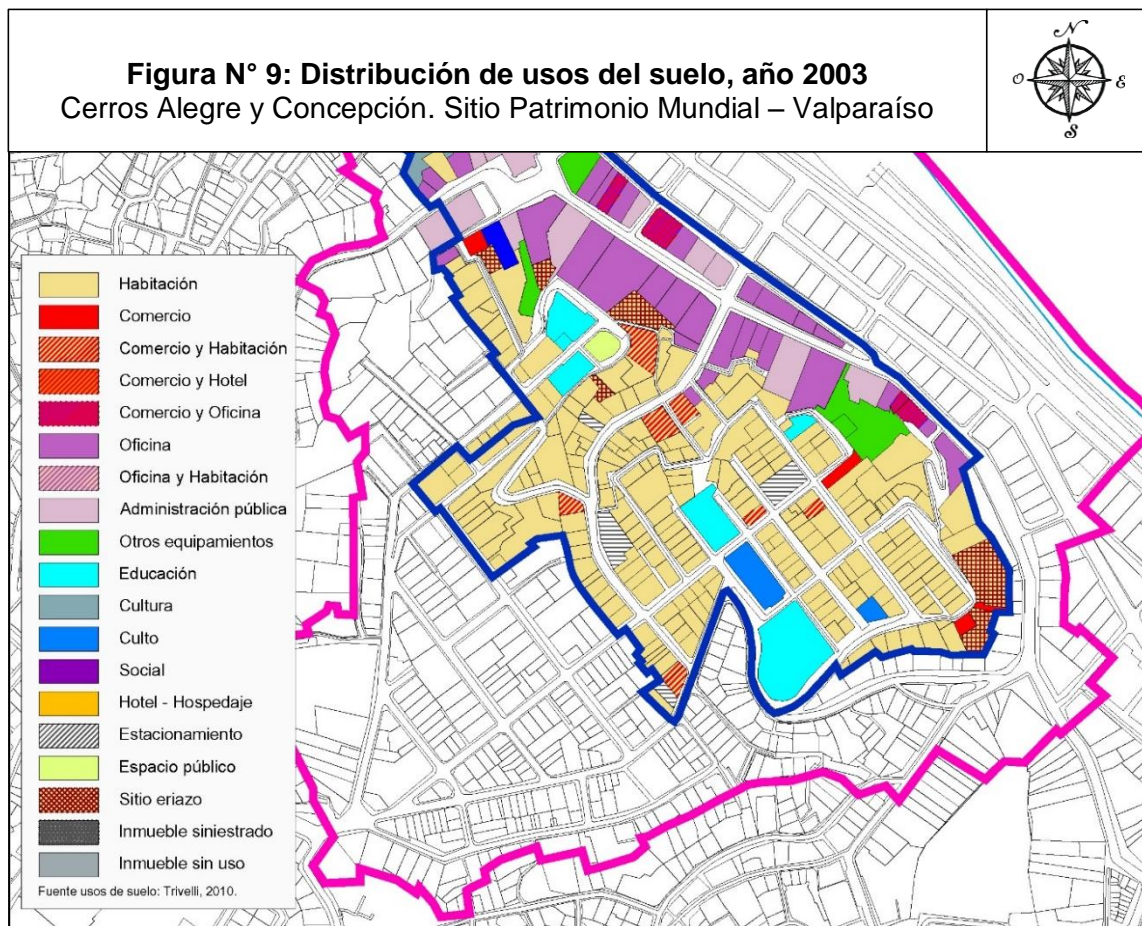 Figura N° 9: Distribución de usos del suelo, año 2003
Cerros Alegre y Concepción. Sitio Patrimonio Mundial – Valparaíso
N
O
E
S
Habitación
Comercio
Comercio y Habitación
Comercio y Hotel
Comercio y Oficina
Oficina
Oficina y Habitación
Administración pública
Otros equipamientos
Educación
Cultura
Culto
Social
Hotel - Hospedaje
Estacionamiento
Espacio público
Sitio eriazo
Inmueble siniestrado
Inmueble sin uso
Fuente usos de suelo: Trivelli, 2010.